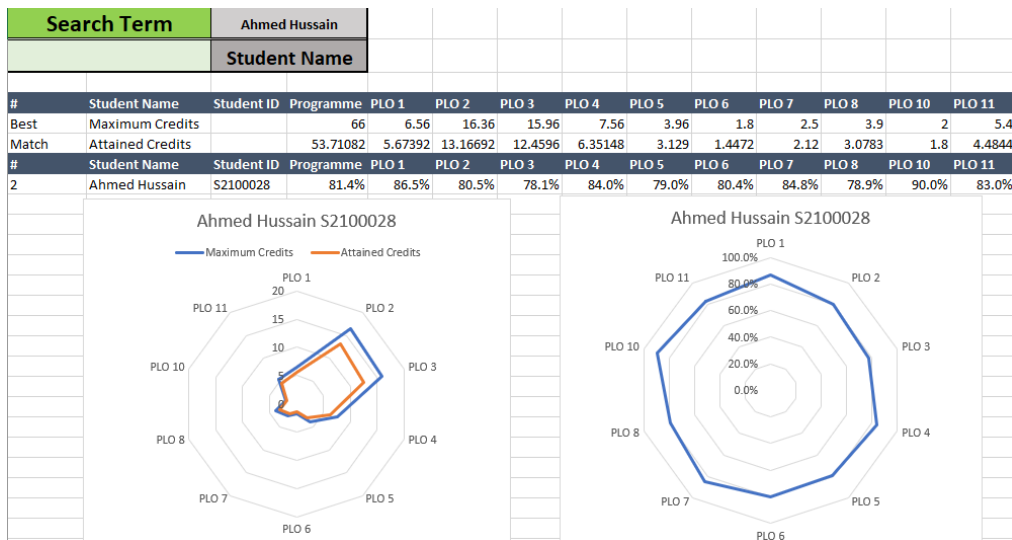 Search Term Ahmed Hussain
Student Name
# Student Name Student ID Programme PLO 1 PLO 2 PLO 3 PLO 4 PLO 5 PLO 6 PLO 7 PLO 8 PLO 10 PLO 11
Best Maximum Credits 66 6.56 16.36 15.96 7.56 3.96 1.8 2.5 3.9 2 5.4
Match Attained Credits 53.71082 5.67392 13.16692 12.4596 6.35148 3.129 1.4472 2.12 3.0783 1.8 4.4844
# Student Name Student ID Programme PLO 1 PLO 2 PLO 3 PLO 4 PLO 5 PLO 6 PLO 7 PLO 8 PLO 10 PLO 11
2 Ahmed Hussain S2100028 81.4% 86.5% 80.5% 78.1% 84.0% 79.0% 80.4% 84.8% 78.9% 90.0% 83.0%
Ahmed Hussain S2100028
Maximum Credits Attained Credits
PLO 1
20
PLO 11 PLO 2
15
10
PLO 10 PLO 3
5
0
PLO 8 PLO 4
PLO 7 PLO 5
PLO 6
Ahmed Hussain S2100028
PLO 1
100.0%
PLO 11 PLO 2
80.0%
60.0%
PLO 10 PLO 3
40.0%
20.0%
0.0%
PLO 8 PLO 4
PLO 7 PLO 5
PLO 6